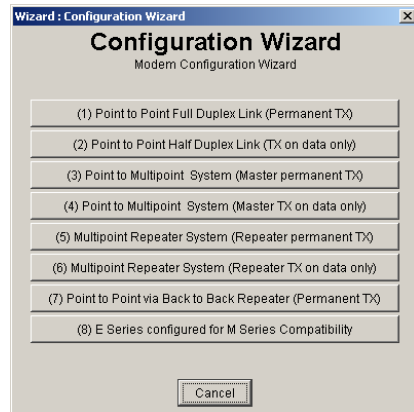 Wizard : Configuration Wizard
Configuration Wizard
Modem Configuration Wizard
(1) Point to Point Full Duplex Link (Permanent TX)
(2) Point to Point Half Duplex Link (TX on data only)
(3) Point to Multipoint System (Master permanent TX)
(4) Point to Multipoint System (Master TX on data only)
(5) Multipoint Repeater System (Repeater permanent TX)
(6) Multipoint Repeater System (Repeater TX on data only)
(7) Point to Point via Back to Back Repeater (Permanent TX)
(8) E Series configured for M Series Compatibility
Cancel